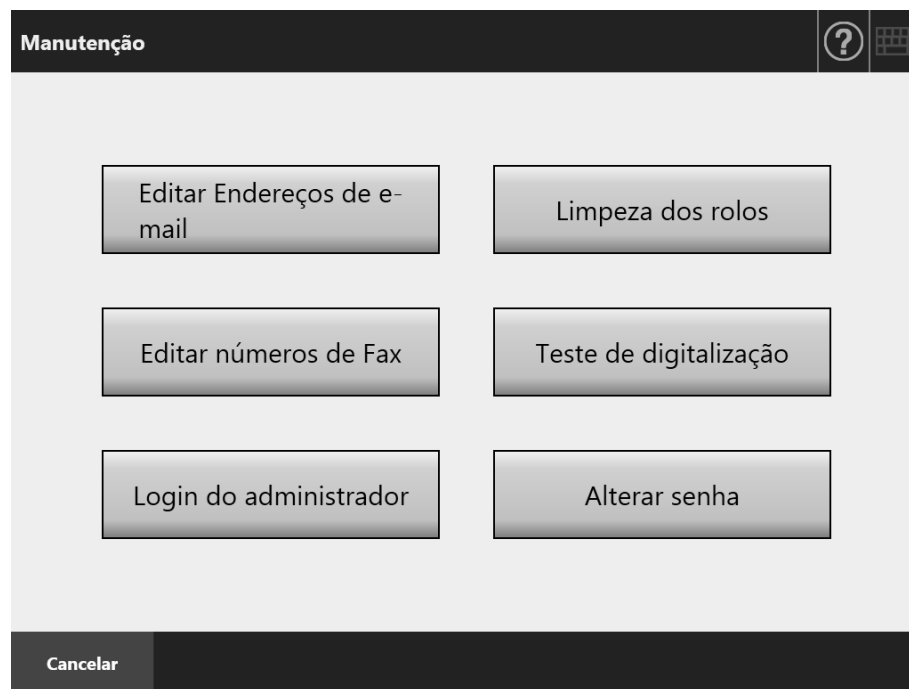 Manutenção
Editar Endereços de e-
mail
Limpeza dos rolos
Editar números de Fax
Teste de digitalização
Login do administrador
Alterar senha
Cancelar